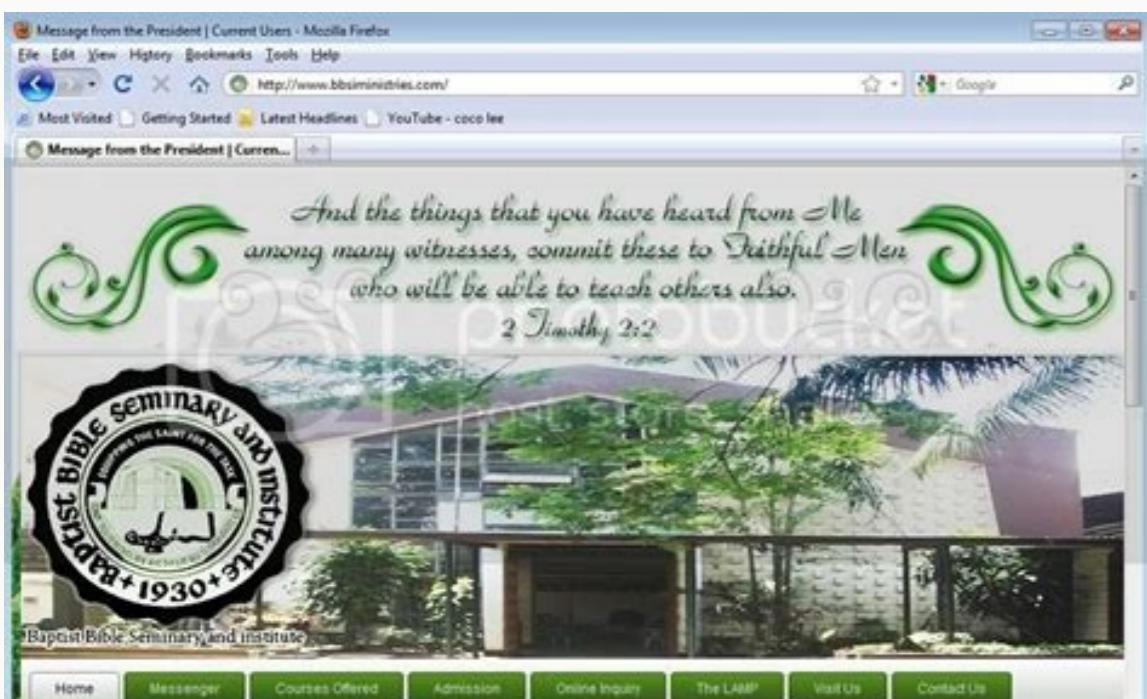 Message from the President | Current Users - Mozilla Firefox
File Edit View History Bookmarks Tools Help
http://www.bbsiministries.com/
Google
Most Visited Getting Started Latest Headlines YouTube - coco lee
Message from the President | Curren...
And the things that you have heard from Me
among many witnesses, commit these to Faithful Men
who will be able to teach others also.
2 Timothy 2:2
photobucket
Baptist Bible Seminary and Institute
+1930+
Baptist Bible Seminary and institute
Home Messenger Courses Offered Admission Online Inquiry The LAMP Visit Us Contact Us